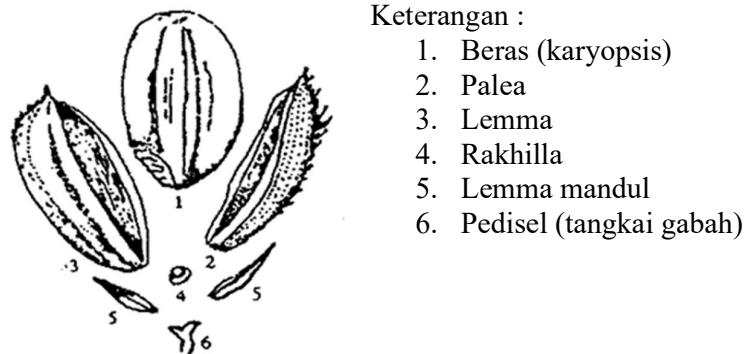 Keterangan :
1. Beras (karyopsis)
2. Palea
3. Lemma
4. Rakhilla
5. Lemma mandul
6. Pedisel (tangkai gabah)
1
2
3
4
5
5
6